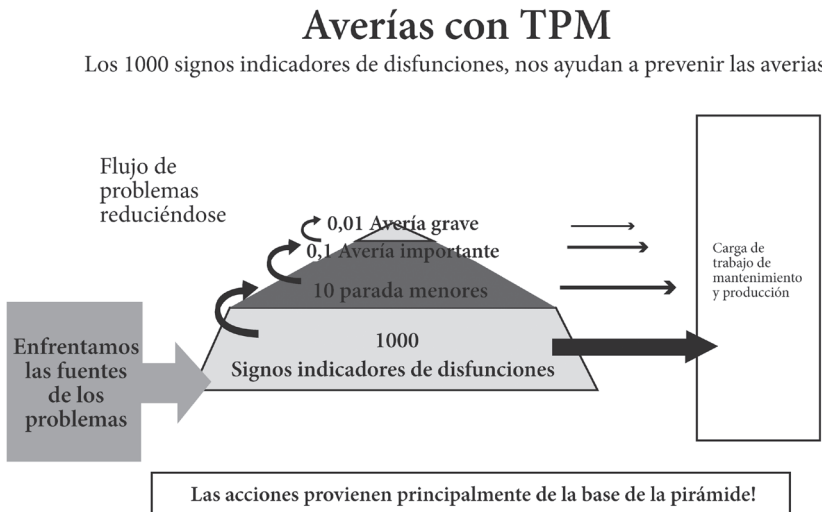 Averías con TPM
Los 1000 signos indicadores de disfunciones, nos ayudan a prevenir las averias
Flujo de
problemas
reduciéndose
0,01 Avería grave
0,1 Avería importante
10 parada menores
1000
Signos indicadores de disfunciones
Enfrentamos
las fuentes
de los
problemas
Carga de
trabajo de
mantenimiento
y producción
Las acciones provienen principalmente de la base de la pirámide!